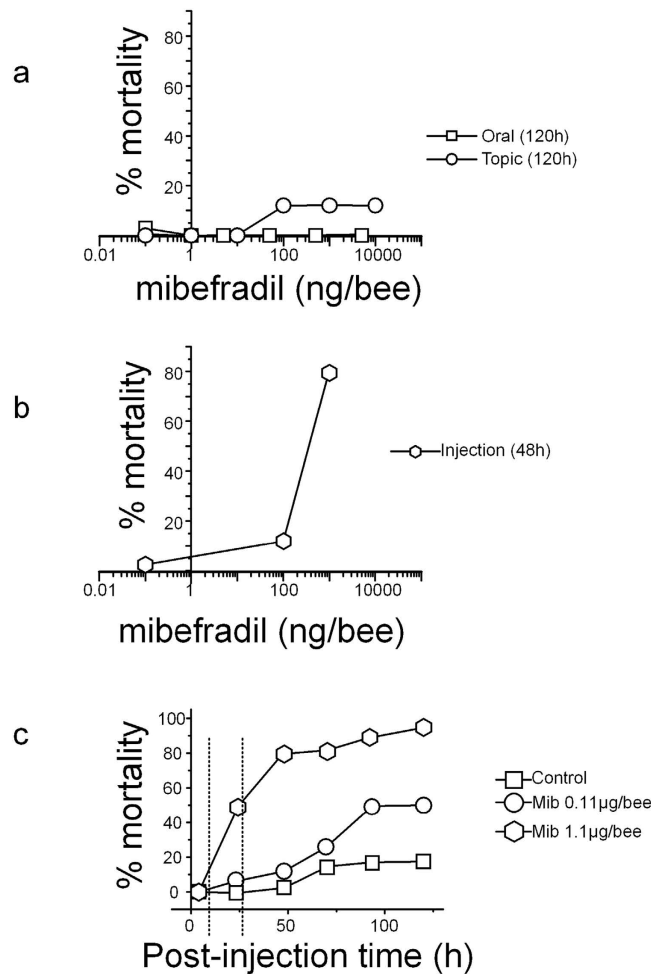 a
% mortality
80
60
40
20
0
0.01
1
100
10000
mibefradil (ng/bee)
Oral (120h)
Topic (120h)
b
% mortality
80
60
40
20
0
0.01
1
100
10000
mibefradil (ng/bee)
Injection (48h)
c
% mortality
100
80
60
40
20
0
0
50
100
Post-injection time (h)
Control
Mib 0.11µg/bee
Mib 1.1µg/bee